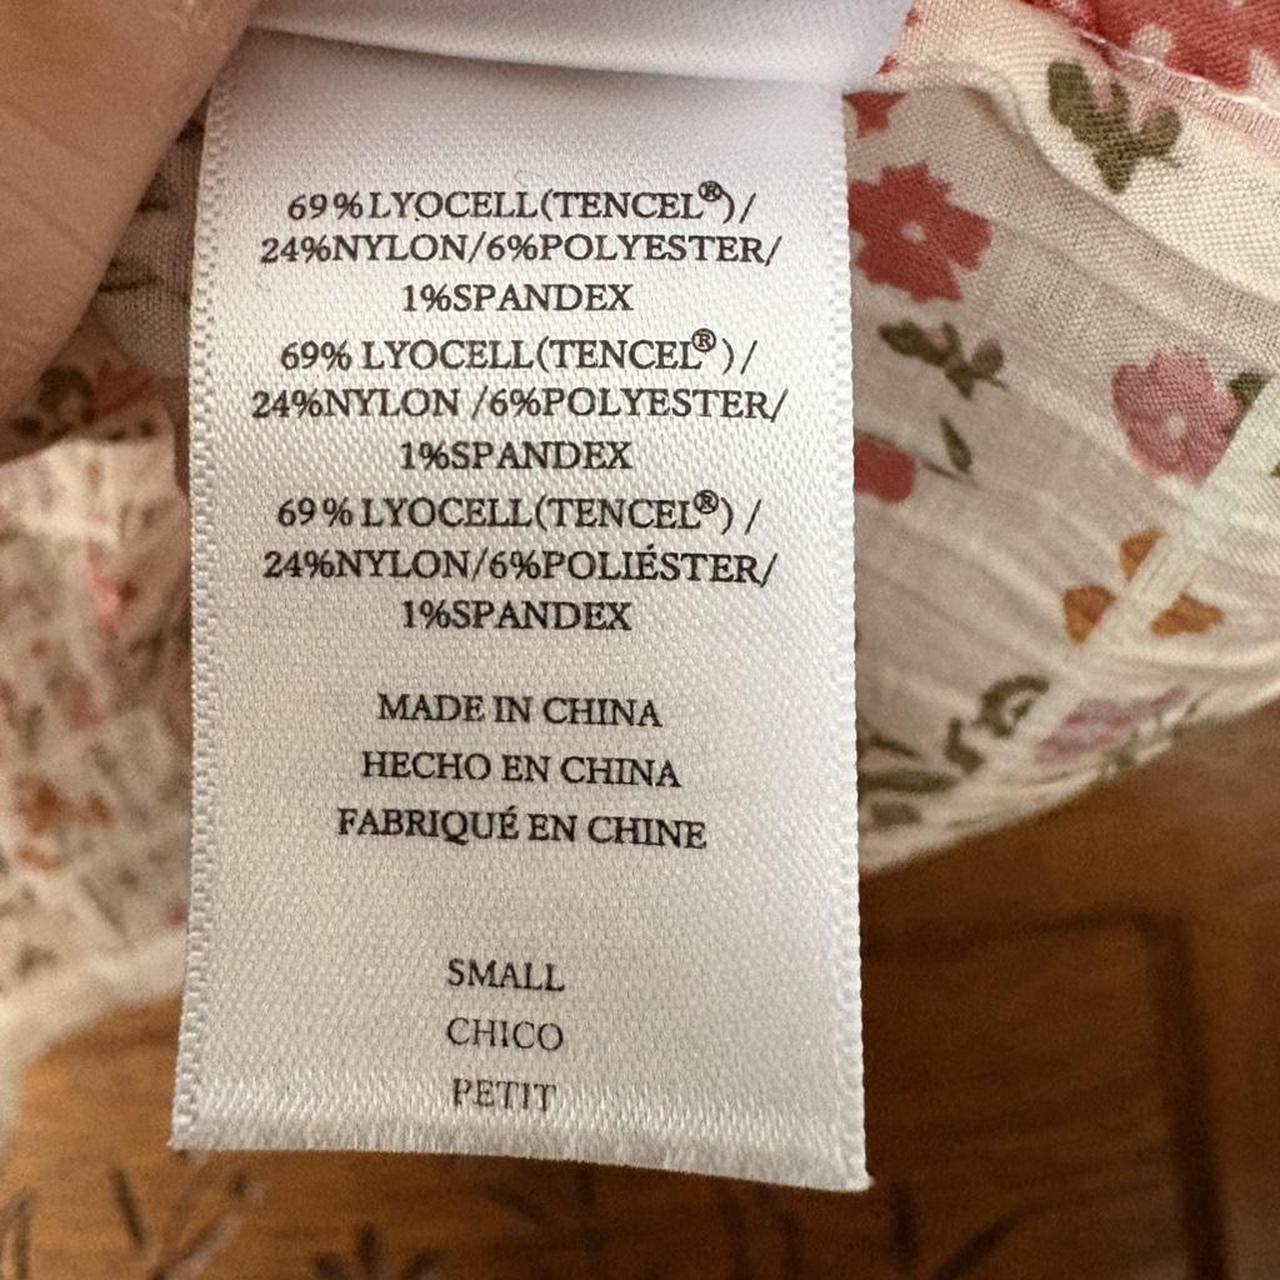 69% LYOCELL(TENCEL®)/
24%NYLON/6%POLYESTER/
1%SPANDEX
69% LYOCELL(TENCEL®)/
24%NYLON /6%POLYESTER/
1%SPANDEX
69% LYOCELL(TENCEL®) /
24%NYLON/6%POLIÉSTER/
1%SPANDEX
MADE IN CHINA
HECHO EN CHINA
FABRIQUÉ EN CHINE
SMALL
CHICO
PETIT